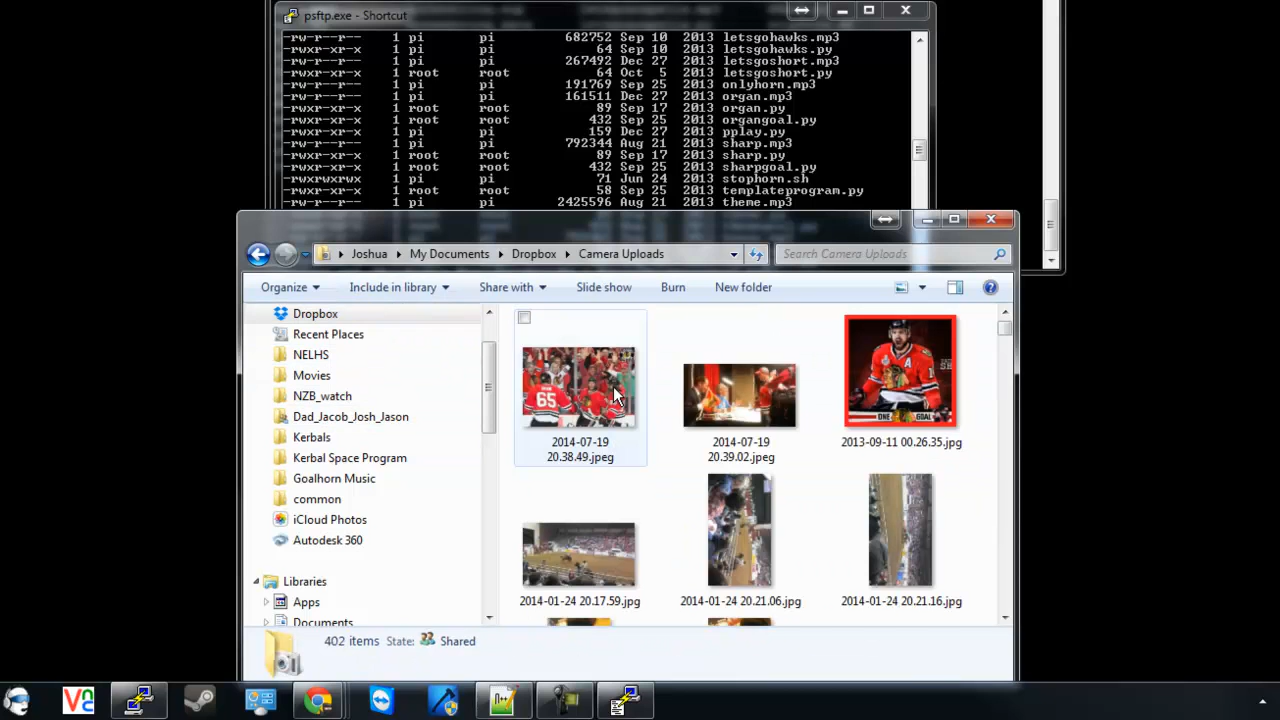 psftp.exe - Shortcut
-rw-r--r-- 1 pi pi 682752 Sep 10 2013 letsgohawks.mp3
-rwxr-xr-x 1 pi pi 64 Sep 10 2013 letsgohawks.py
-rw-r--r-- 1 pi pi 267492 Dec 27 2013 letsgoshort.mp3
-rwxr-xr-x 1 root root 64 Oct 5 2013 letsgoshort.py
-rw-r--r-- 1 pi pi 191769 Sep 25 2013 onlyhorn.mp3
-rw-r--r-- 1 pi pi 161511 Dec 27 2013 organ.mp3
-rwxr-xr-x 1 root root 89 Sep 17 2013 organ.py
-rwxr-xr-x 1 root root 432 Sep 25 2013 organgoal.py
-rw-r--r-- 1 pi pi 159 Dec 27 2013 pplay.py
-rw-r--r-- 1 pi pi 792344 Aug 21 2013 sharp.mp3
-rwxr-xr-x 1 root root 89 Sep 17 2013 sharp.py
-rwxr-xr-x 1 root root 432 Sep 25 2013 sharpgoal.py
-rwxrwxrwx 1 pi pi 71 Jun 24 2013 stophorn.sh
-rwxr-xr-x 1 root root 58 Sep 25 2013 templateprogram.py
-rw-r--r-- 1 pi pi 2425596 Aug 21 2013 theme.mp3
Joshua My Documents Dropbox Camera Uploads Search Camera Uploads
Organize Include in library Share with Slide show Burn New folder
Dropbox
Recent Places
NELHS
Movies
NZB_watch
Dad_Jacob_Josh_Jason
Kerbals
Kerbal Space Program
Goalhorn Music
common
iCloud Photos
Autodesk 360
Libraries
Apps
Documents
65
A
ONE GOAL
2014-07-19 20.38.49.jpeg
2014-07-19 20.39.02.jpeg
2013-09-11 00.26.35.jpg
2014-01-24 20.17.59.jpg
2014-01-24 20.21.06.jpg
2014-01-24 20.21.16.jpg
402 items State: Shared